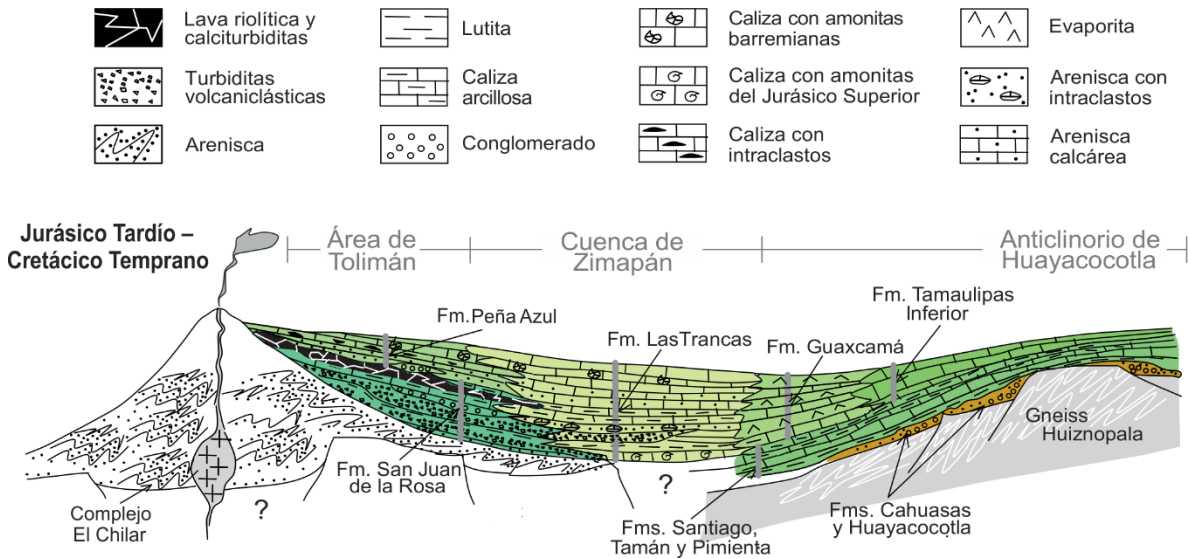 Lava riolítica y
calciturbiditas
Lutita
Caliza con amonitas
barremianas
Evaporita
Turbiditas
volcaniclásticas
Caliza
arcillosa
Caliza con amonitas
del Jurásico Superior
Arenisca con
intraclastos
Arenisca
Conglomerado
Caliza con
intraclastos
Arenisca
calcárea
Jurásico Tardío –
Cretácico Temprano
Área de
Tolimán
Cuenca de
Zimapán
Anticlinorio de
Huayacocotla
Fm. Peña Azul
Fm. Las Trancas
Fm. Guaxcamá
Fm. Tamaulipas
Inferior
Gneiss
Huiznopala
Fm. San Juan
de la Rosa
Complejo
El Chilar
?
?
Fms. Santiago,
Tamán y Pimienta
Fms. Cahuasas
y Huayacocotla